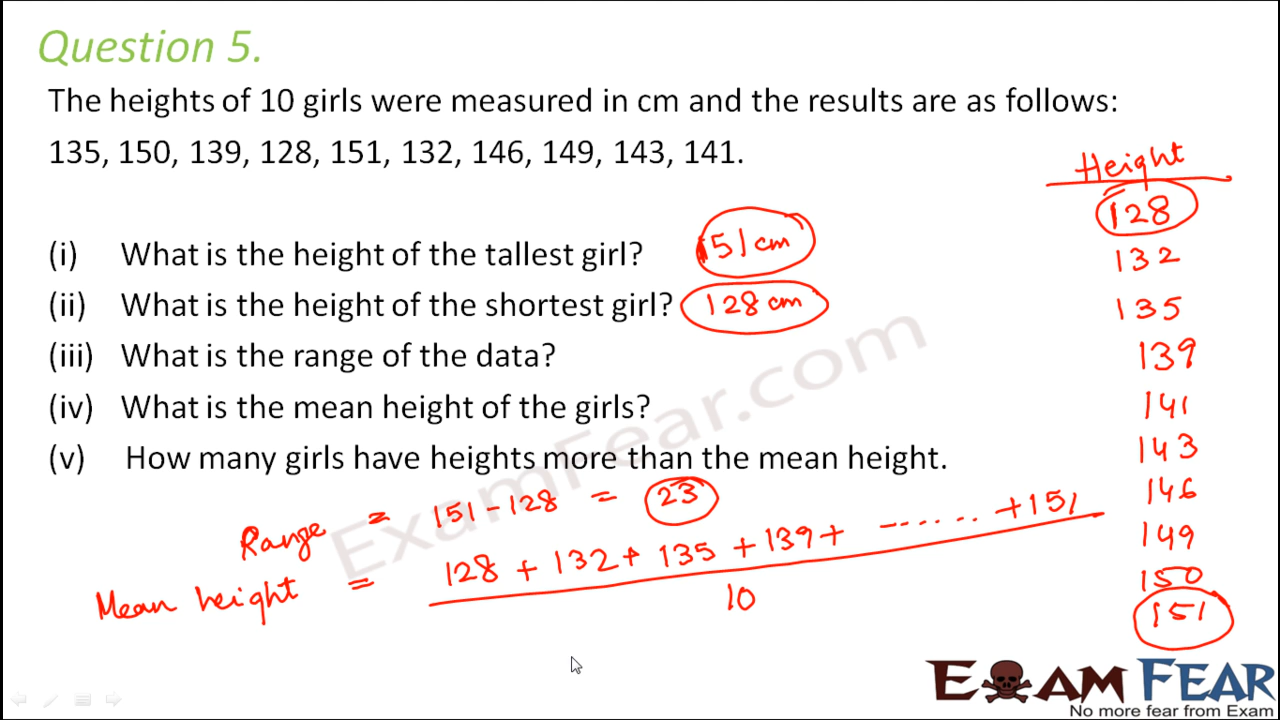 Question 5.
The heights of 10 girls were measured in cm and the results are as follows:
135, 150, 139, 128, 151, 132, 146, 149, 143, 141.
Height
128
132
135
139
141
143
146
149
150
151
(i) What is the height of the tallest girl? 151 cm
(ii) What is the height of the shortest girl? 128 cm
(iii) What is the range of the data?
(iv) What is the mean height of the girls?
(v) How many girls have heights more than the mean height.
Range = 151 - 128 = 23
Mean height = 128 + 132 + 135 + 139 + ....... + 151
10
ExamFear.com
EXAM FEAR
No more fear from Exam